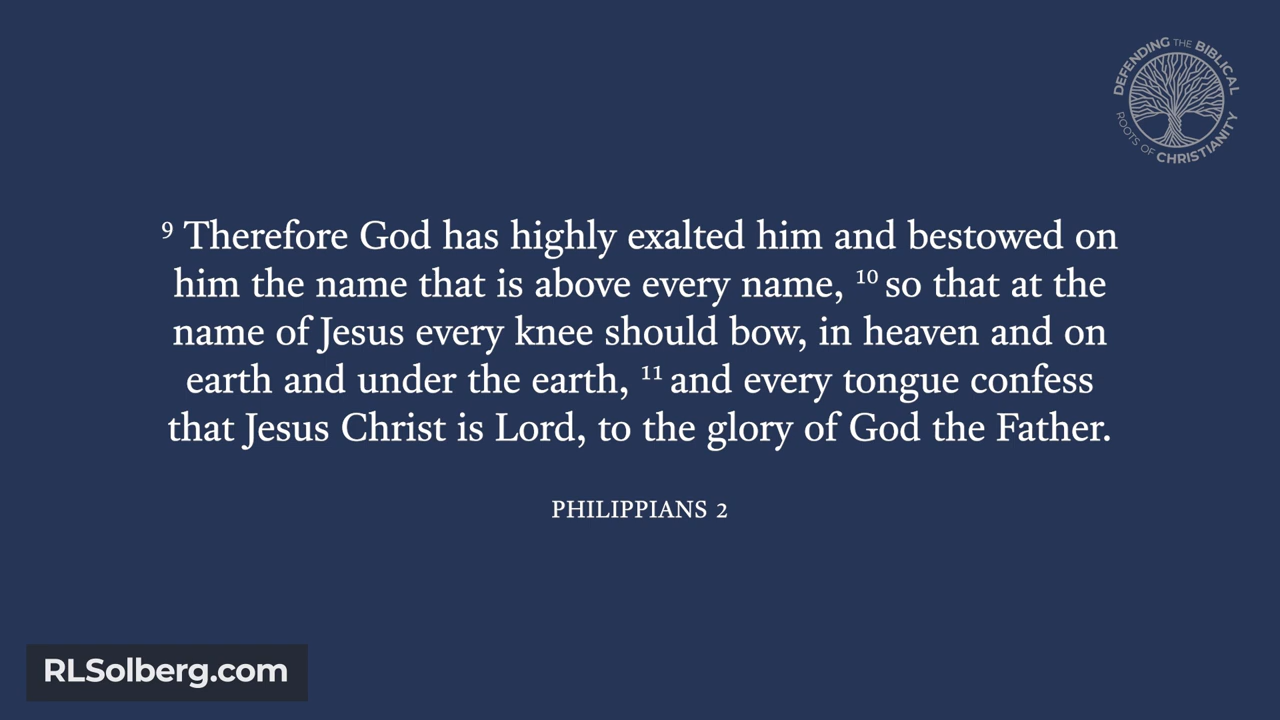 DEFENDING THE BIBLICAL
ROOTS OF CHRISTIANITY
⁹ Therefore God has highly exalted him and bestowed on
him the name that is above every name, ¹⁰ so that at the
name of Jesus every knee should bow, in heaven and on
earth and under the earth, ¹¹ and every tongue confess
that Jesus Christ is Lord, to the glory of God the Father.
PHILIPPIANS 2
RLSolberg.com